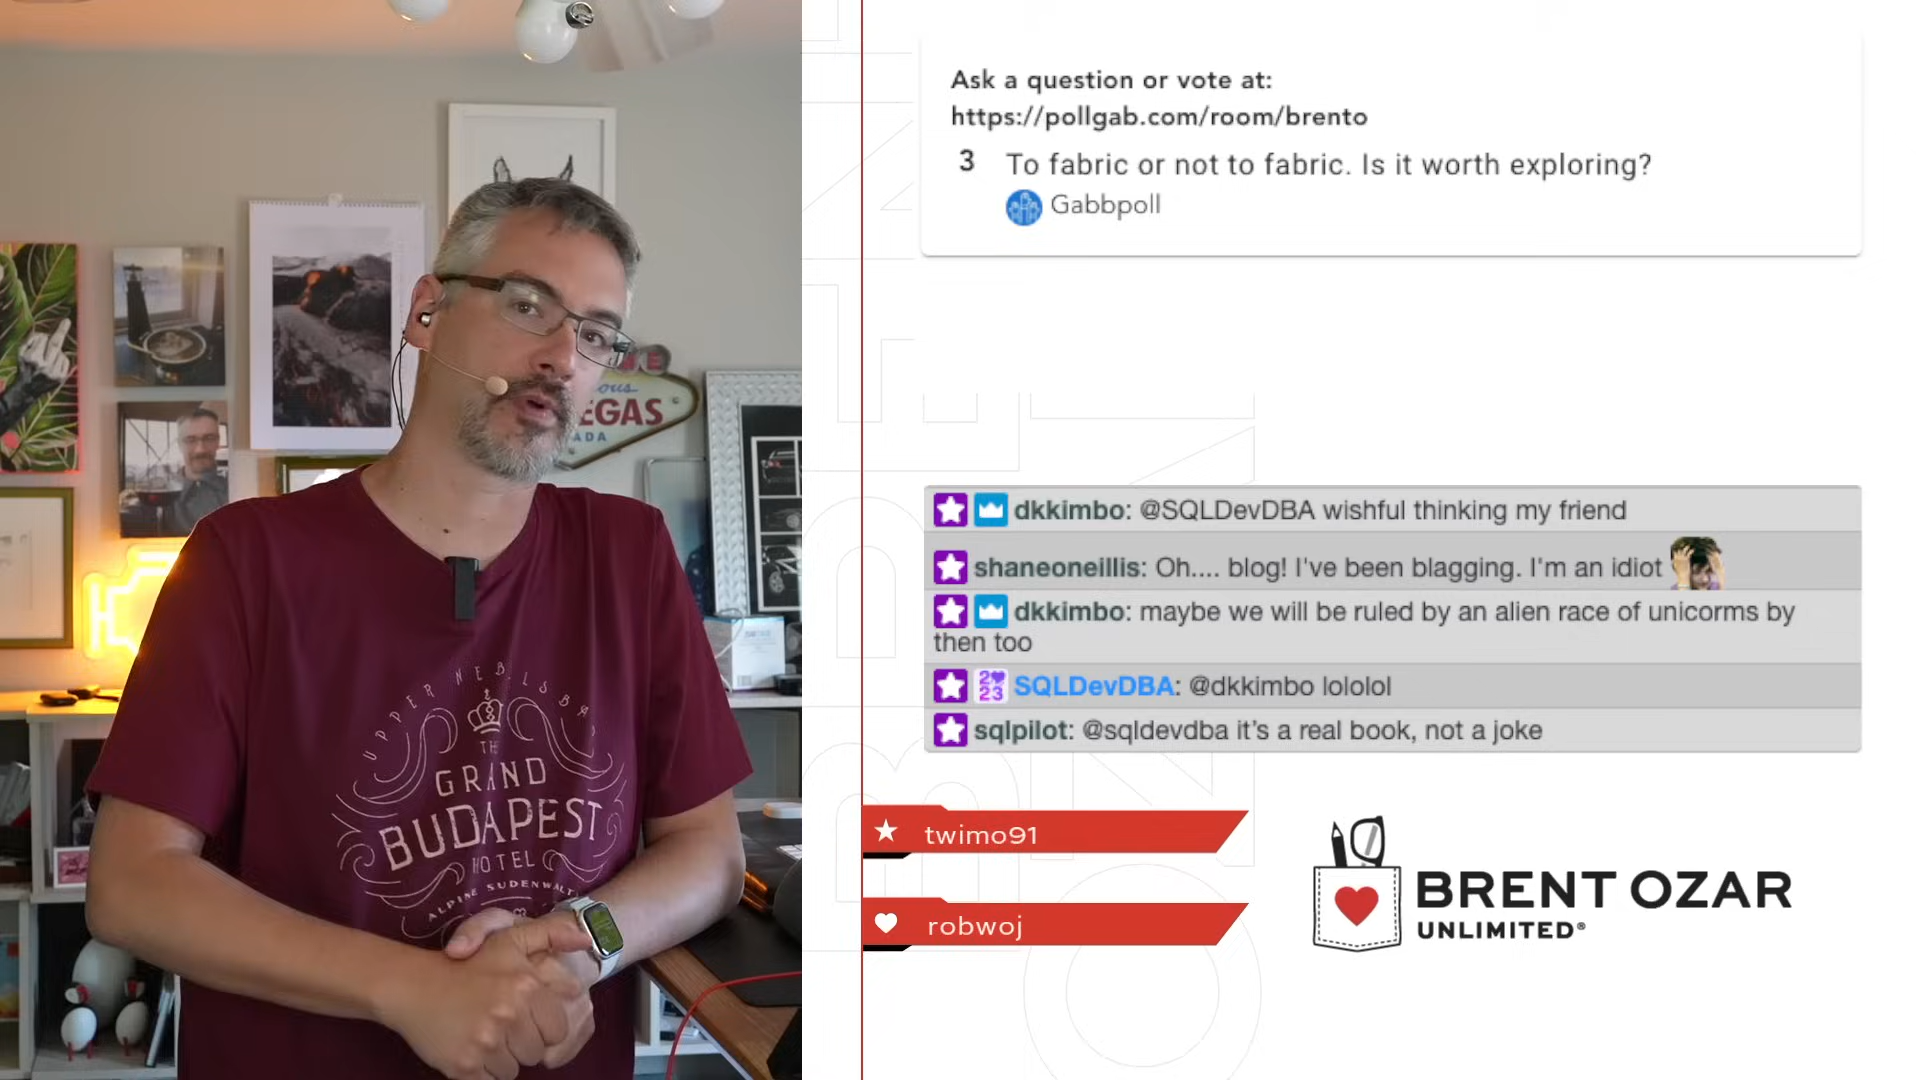 Ask a question or vote at:
https://pollgab.com/room/brento
3 To fabric or not to fabric. Is it worth exploring?
Gabbpoll
dkkimbo: @SQLDevDBA wishful thinking my friend
shaneoneillis: Oh.... blog! I've been blagging. I'm an idiot
dkkimbo: maybe we will be ruled by an alien race of unicorms by
then too
SQLDevDBA: @dkkimbo lololol
sqlpilot: @sqldevdba it's a real book, not a joke
twimo91
robwoj
BRENT OZAR
UNLIMITED®
EGAS
ADA
UPPER NEBELSBAD
THE
GRAND
BUDAPEST
HOTEL